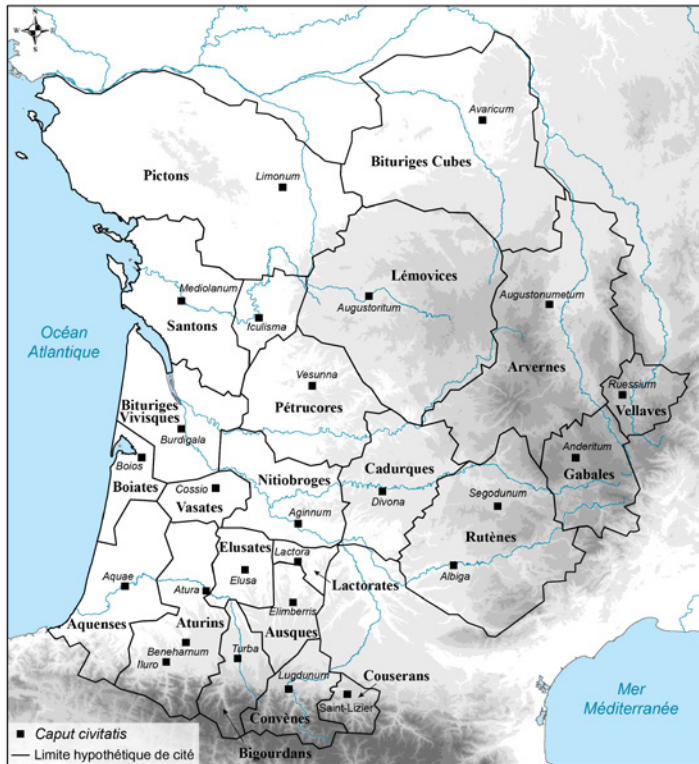 N
W
E
S
Avaricum
Bituriges Cubes
Pictons
Limonum
Lémovices
Mediolanum
Augustoritum
Augustonumetum
Santons
Iculisma
Océan
Atlantique
Arvernes
Vesunna
Pétrucores
Ruessium
Vellaves
Bituriges
Vivisques
Burdigala
Anderitum
Gabales
Cadurques
Boios
Nitiobroges
Boiates
Cossio
Vasates
Divona
Segodunum
Aginnum
Rutènes
Elusates
Lactora
Elusa
Lactorates
Albiga
Aquae
Atura
Elimberris
Aquenses
Aturins
Ausques
Beneharnum
Iluro
Turba
Lugdunum
Couserans
Saint-Lizier
Convènes
Bigourdans
Mer
Méditerranée
Caput civitatis
Limite hypothétique de cité